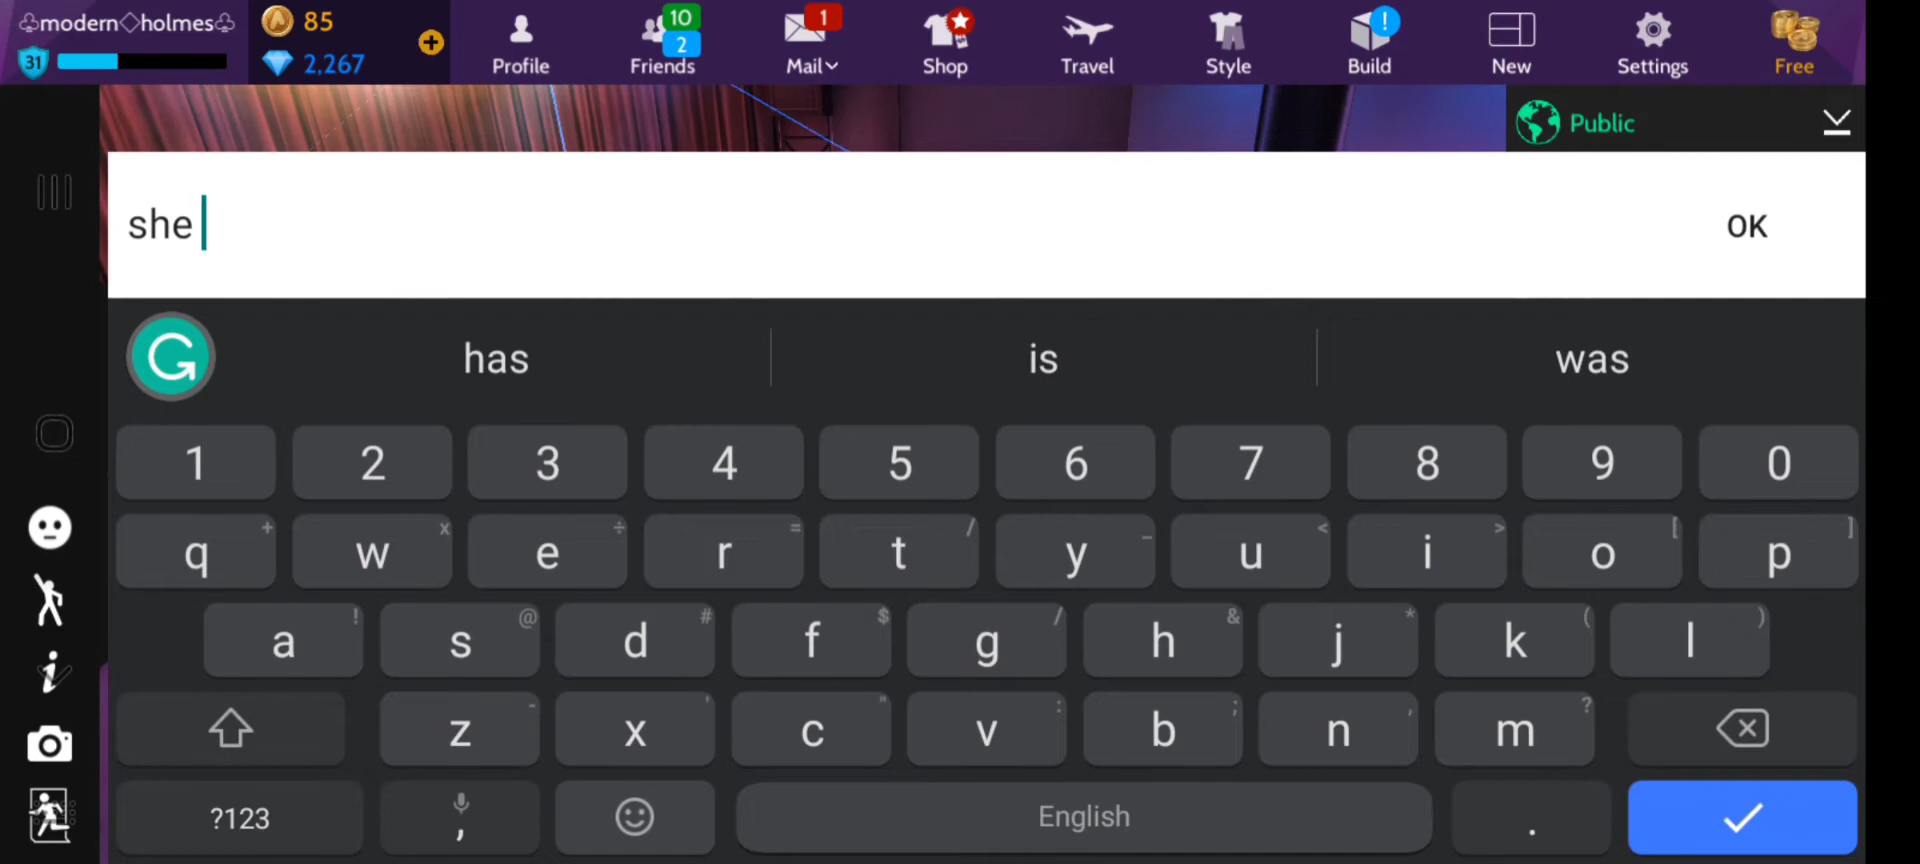 ♧modern◇holmes♧
31
85
2,267
Profile
10
2
Friends
1
Mail
Shop
Travel
Style
!
Build
New
Settings
Free
Public
she
OK
has
is
was
1 2 3 4 5 6 7 8 9 0
q + w x e ÷ r = t / y _ u < i > o [ p ]
a ! s @ d # f $ g / h & j * k ( l )
z - x ' c " v : b ; n , m ?
?123 , English .